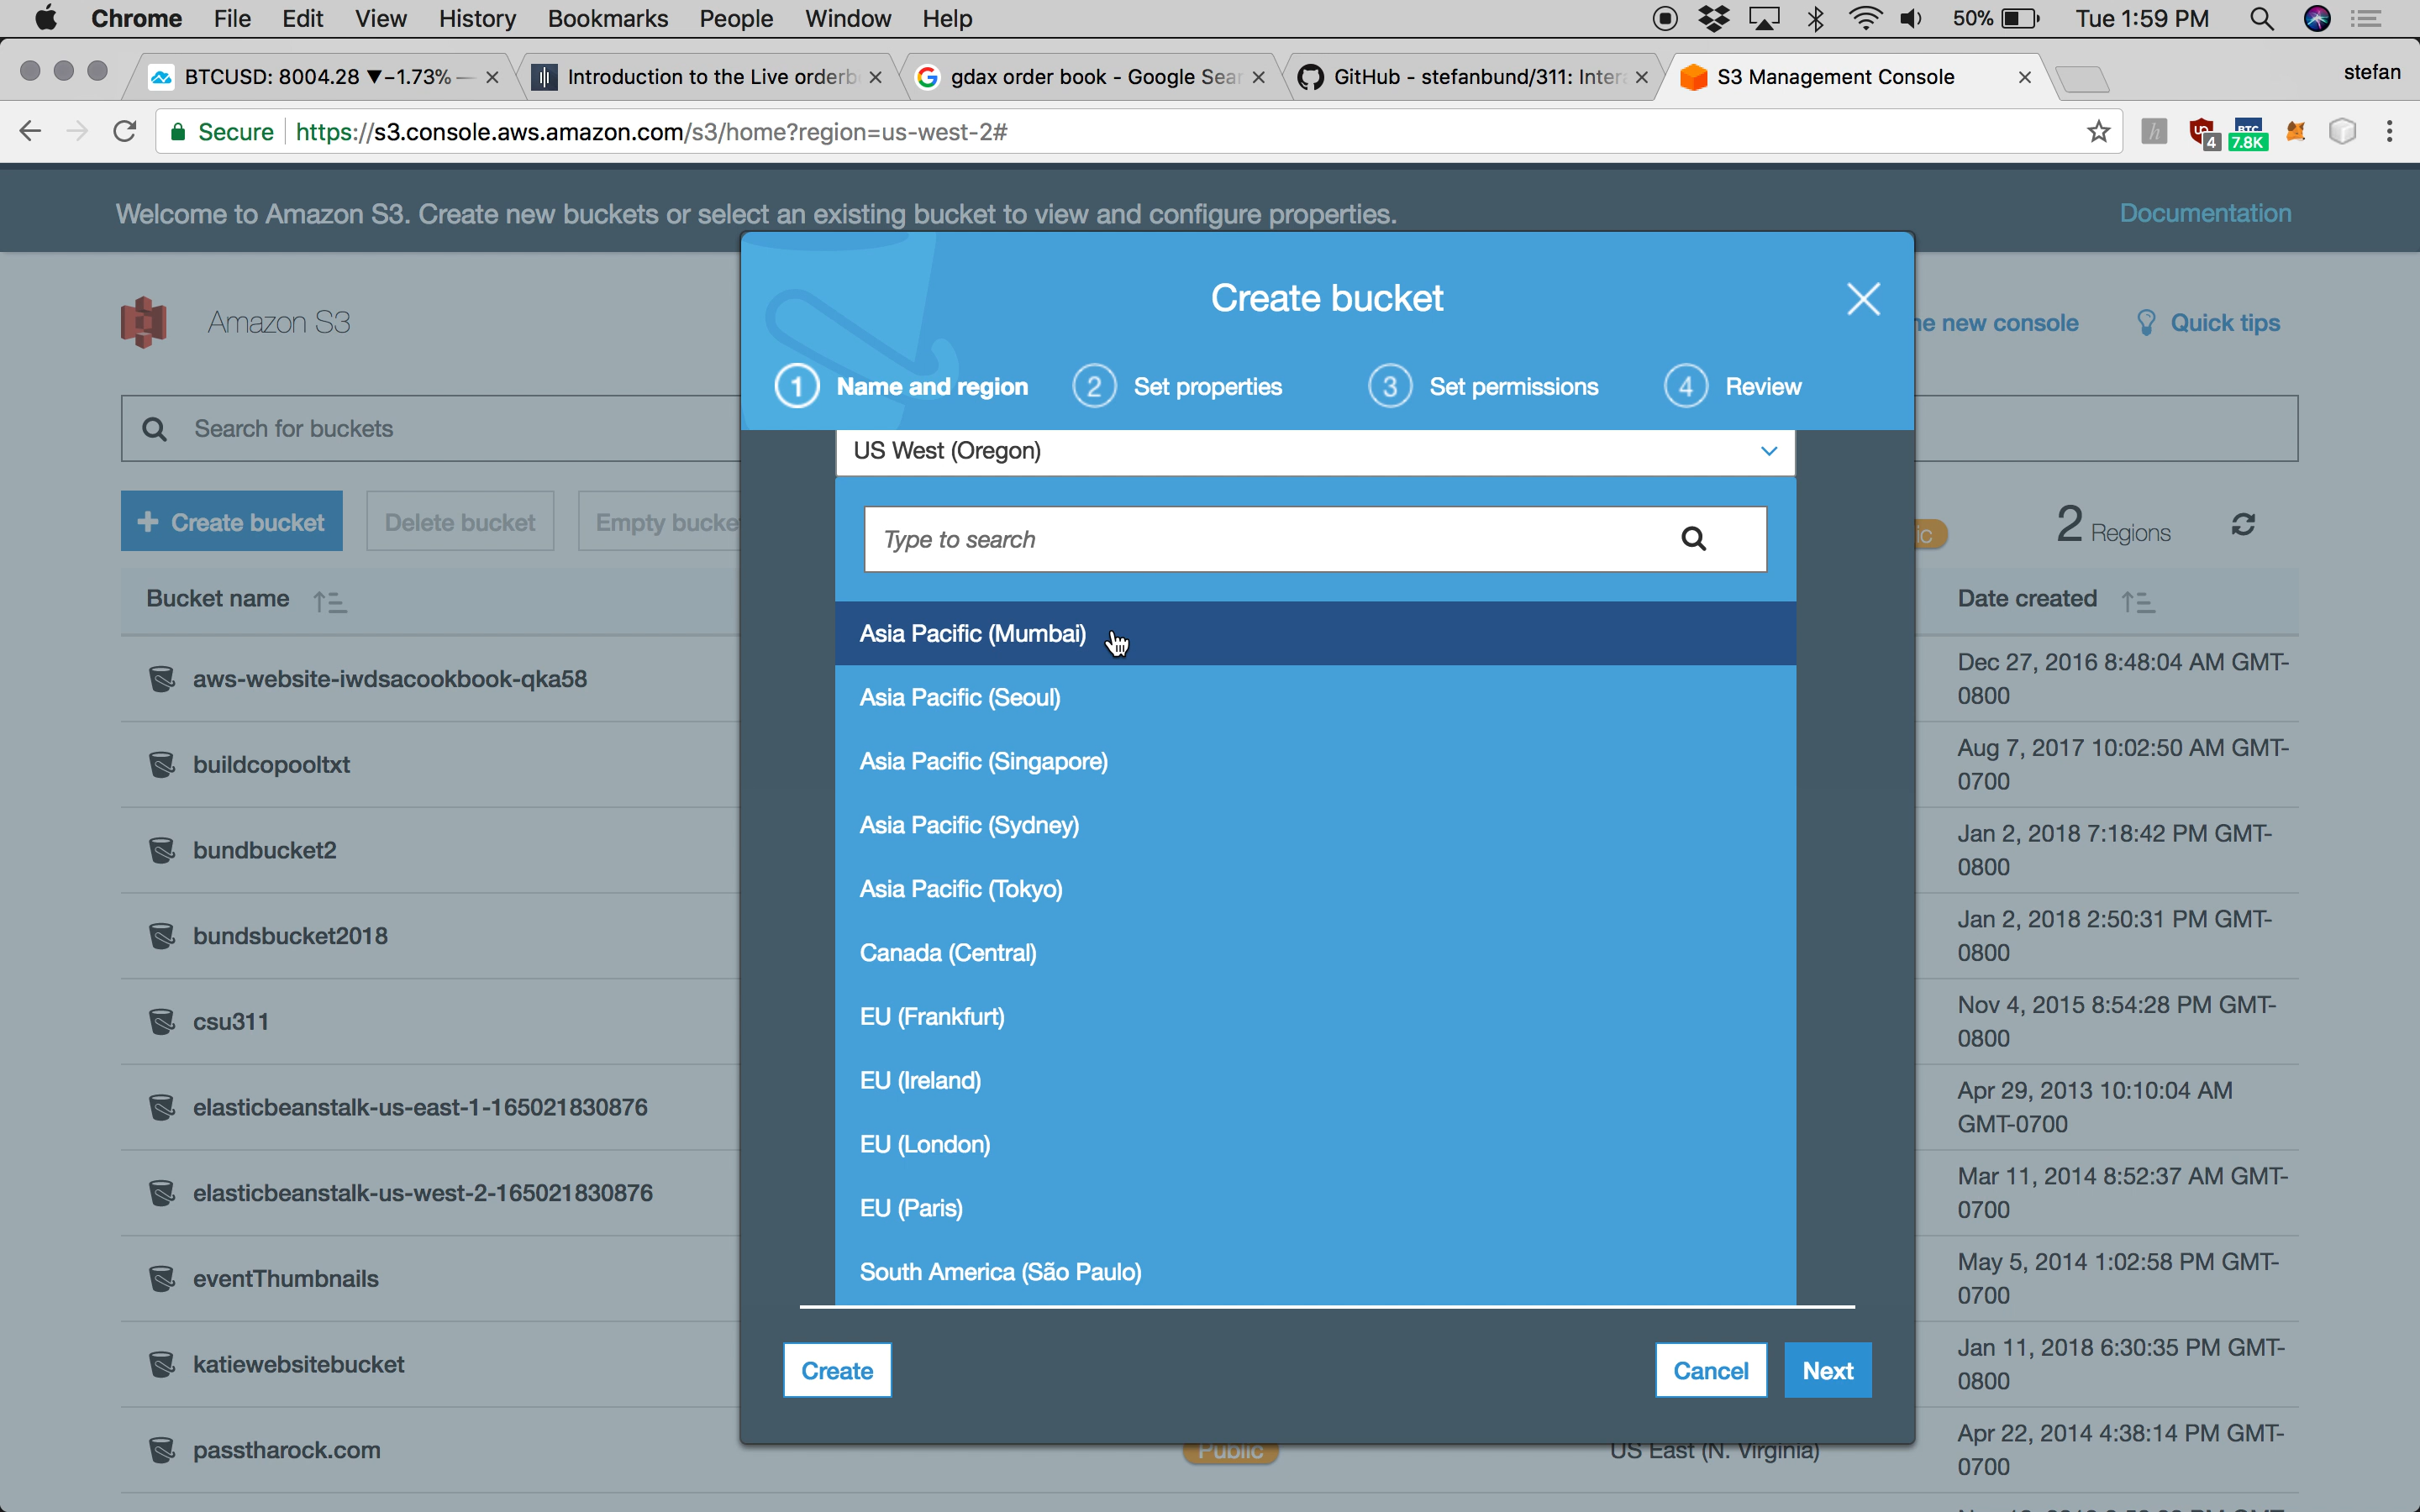 Chrome File Edit View History Bookmarks People Window Help 50% Tue 1:59 PM
BTCUSD: 8004.28 ▼−1.73% Introduction to the Live orderb gdax order book - Google Sear GitHub - stefanbund/311: Inter S3 Management Console stefan
Secure https://s3.console.aws.amazon.com/s3/home?region=us-west-2# h 4 BTC 7.8K
Welcome to Amazon S3. Create new buckets or select an existing bucket to view and configure properties. Documentation
Create bucket
Amazon S3 new console Quick tips
1 Name and region 2 Set properties 3 Set permissions 4 Review
Search for buckets
US West (Oregon)
+ Create bucket Delete bucket Empty bucke 2 Regions
Type to search
Bucket name Date created
Asia Pacific (Mumbai)
Asia Pacific (Seoul)
Asia Pacific (Singapore)
Asia Pacific (Sydney)
Asia Pacific (Tokyo)
Canada (Central)
EU (Frankfurt)
EU (Ireland)
EU (London)
EU (Paris)
South America (São Paulo)
Create Cancel Next
aws-website-iwdsacookbook-qka58 Dec 27, 2016 8:48:04 AM GMT-
0800
buildcopooltxt Aug 7, 2017 10:02:50 AM GMT-
0700
bundbucket2 Jan 2, 2018 7:18:42 PM GMT-
0800
bundsbucket2018 Jan 2, 2018 2:50:31 PM GMT-
0800
csu311 Nov 4, 2015 8:54:28 PM GMT-
0800
elasticbeanstalk-us-east-1-165021830876 Apr 29, 2013 10:10:04 AM
GMT-0700
elasticbeanstalk-us-west-2-165021830876 Mar 11, 2014 8:52:37 AM GMT-
0700
eventThumbnails May 5, 2014 1:02:58 PM GMT-
0700
katiewebsitebucket Jan 11, 2018 6:30:35 PM GMT-
0800
passtharock.com Public US East (N. Virginia) Apr 22, 2014 4:38:14 PM GMT-
0700